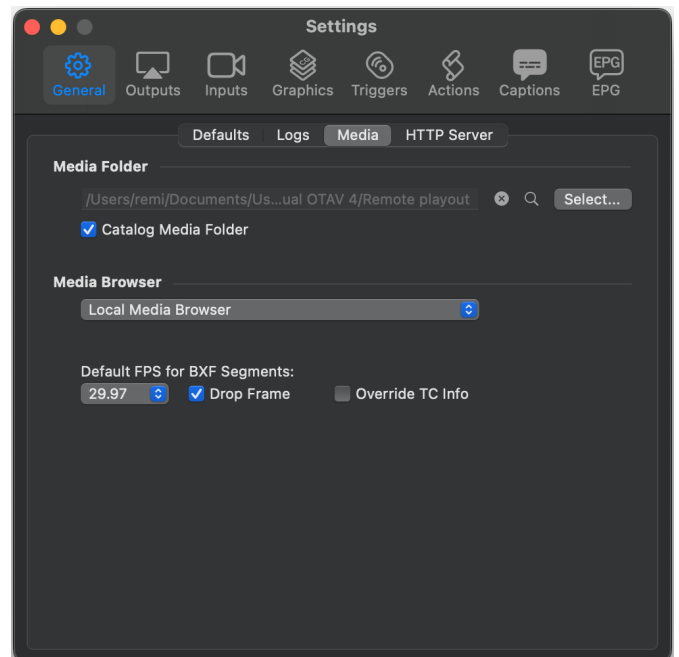 Settings
General Outputs Inputs Graphics Triggers Actions Captions EPG EPG
Defaults Logs Media HTTP Server
Media Folder
/Users/remi/Documents/Us...ual OTAV 4/Remote playout Select...
Catalog Media Folder
Media Browser
Local Media Browser
Default FPS for BXF Segments:
29.97 Drop Frame Override TC Info